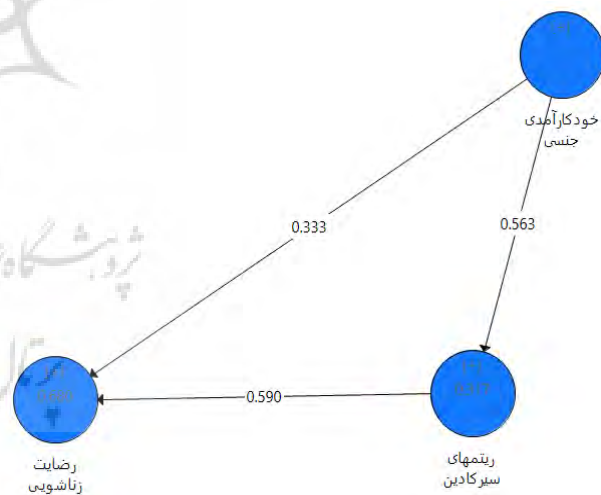 خودکارآمدی
جنسی
0.333
0.563
0.590
ریتمهای
سیرکادین
رضایت
زناشویی